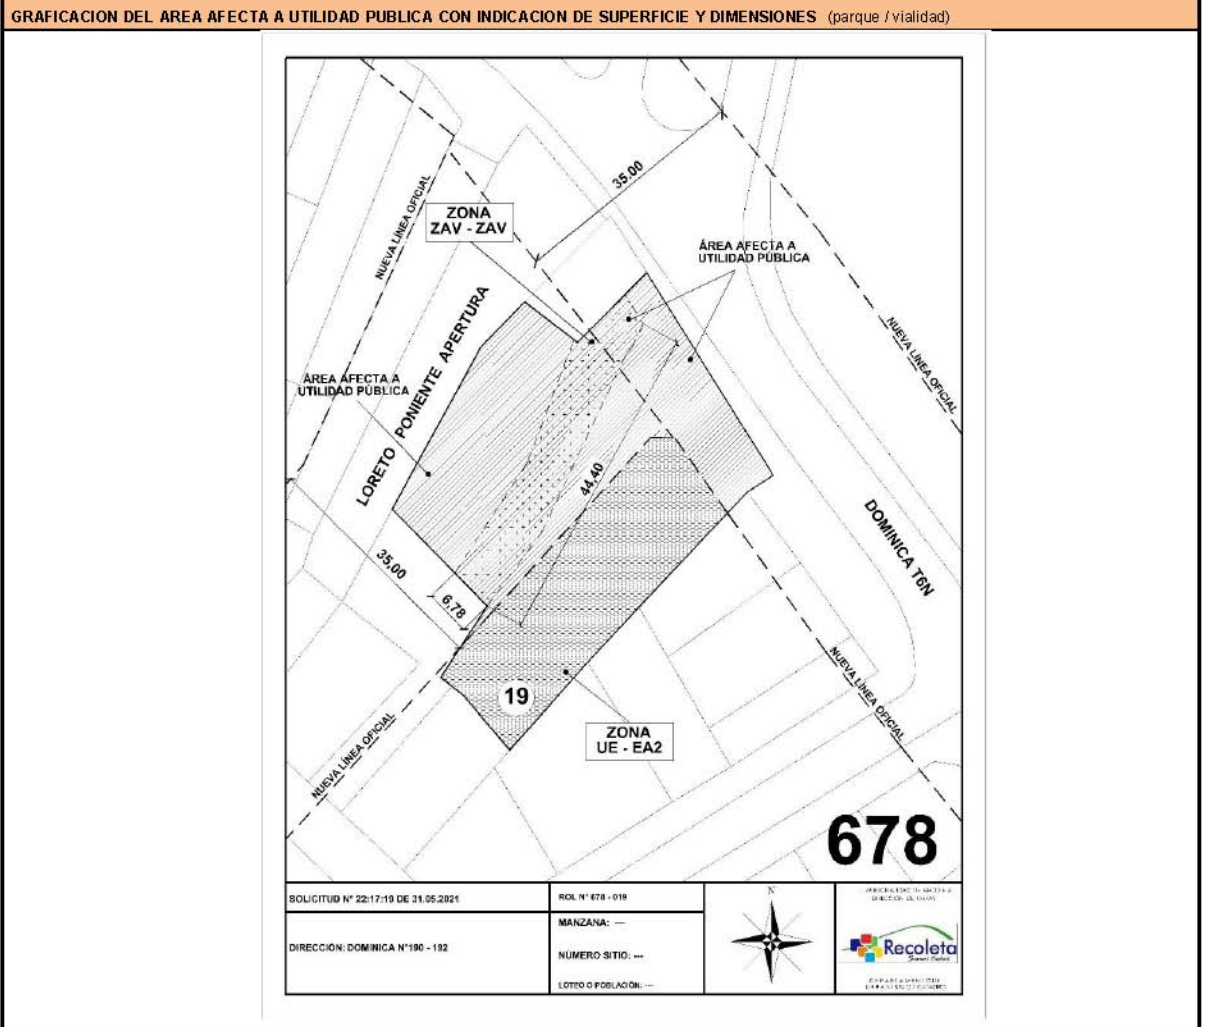 GRAFICACION DEL AREA AFECTA A UTILIDAD PUBLICA CON INDICACION DE SUPERFICIE Y DIMENSIONES (parque / vialidad)
35.00
NUEVA LÍNEA OFICIAL
ZONA
ZAV - ZAV
ÁREA AFECTA A
UTILIDAD PÚBLICA
NUEVA LÍNEA OFICIAL
ÁREA AFECTA A
UTILIDAD PÚBLICA
LORETO PONIENTE APERTURA
44,40
DOMINICA T6N
35,00
6,78
NUEVA LÍNEA OFICIAL
19
NUEVA LÍNEA OFICIAL
ZONA
UE - EA2
678
SOLICITUD N° 22:17:19 DE 31.05.2021
ROL N° 678 - 019
DIRECCIÓN: DOMINICA N°190 - 192
MANZANA: ---
NÚMERO SITIO: ---
LOTEO O POBLACIÓN: ---
N
Recoleta